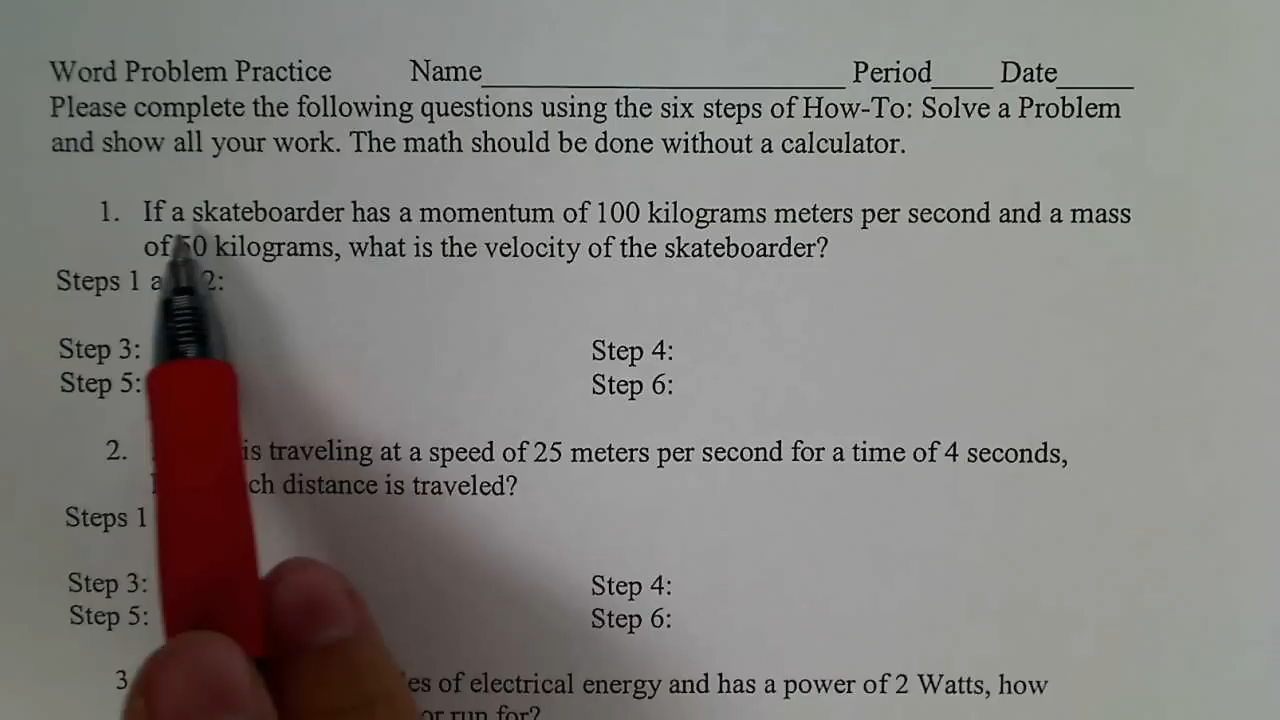 Word Problem Practice Name Period Date
Please complete the following questions using the six steps of How-To: Solve a Problem
and show all your work. The math should be done without a calculator.
1. If a skateboarder has a momentum of 100 kilograms meters per second and a mass
of 50 kilograms, what is the velocity of the skateboarder?
Steps 1 2:
Step 3: Step 4:
Step 5: Step 6:
2. is traveling at a speed of 25 meters per second for a time of 4 seconds,
distance is traveled?
Steps 1
Step 3: Step 4:
Step 5: Step 6:
3 of electrical energy and has a power of 2 Watts, how
run for?